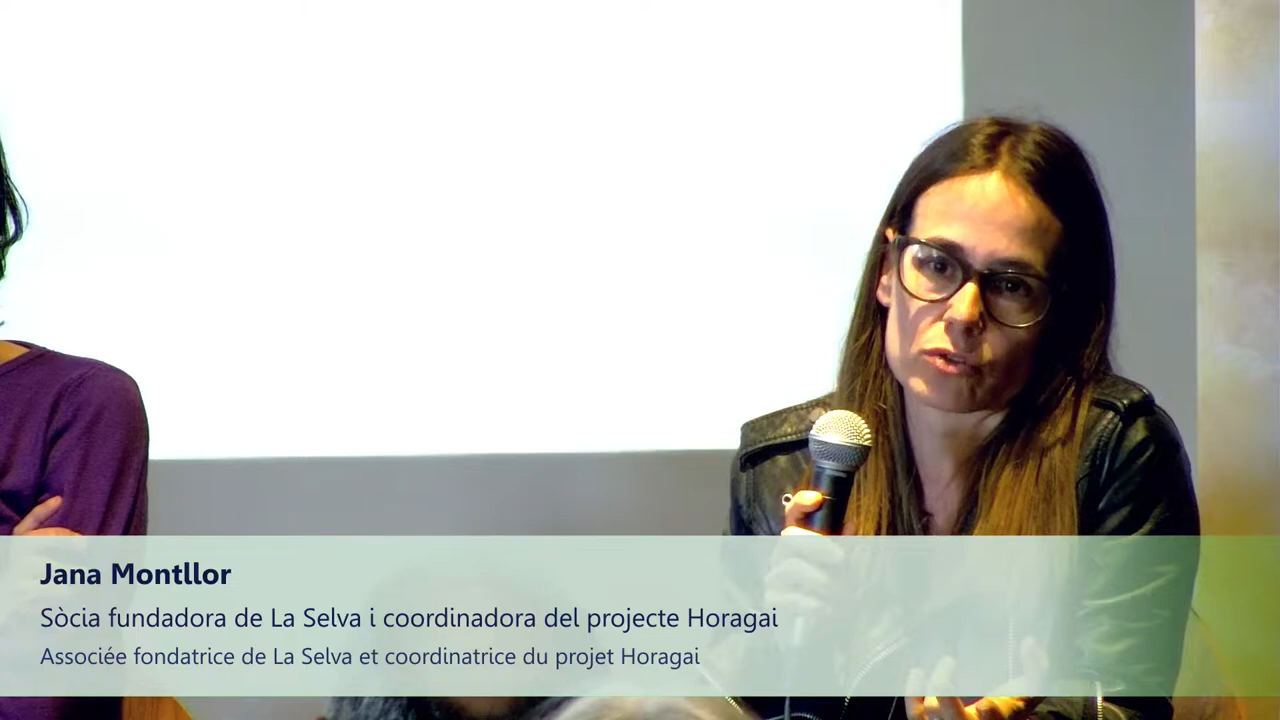 Jana Montllor
Sòcia fundadora de La Selva i coordinadora del projecte Horagai
Associée fondatrice de La Selva et coordinatrice du projet Horagai